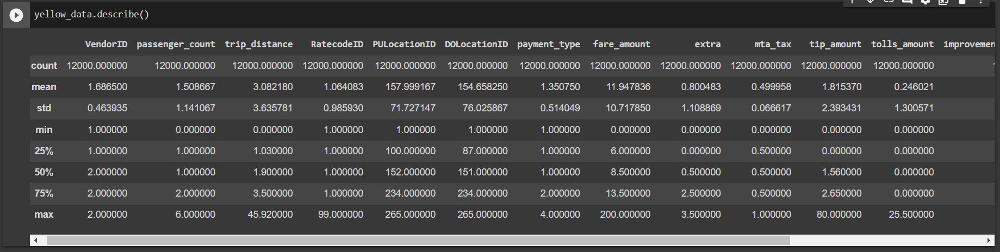 yellow_data.describe()
VendorID passenger_count trip_distance RatecodeID PULocationID DOLocationID payment_type fare_amount extra mta_tax tip_amount tolls_amount improvemen
count 12000.000000 12000.000000 12000.000000 12000.000000 12000.000000 12000.000000 12000.000000 12000.000000 12000.000000 12000.000000 12000.000000 12000.000000
mean 1.686500 1.508667 3.082180 1.064083 157.999167 154.658250 1.350750 11.947836 0.800483 0.499958 1.815370 0.246021
std 0.463935 1.141067 3.635781 0.985930 71.727147 76.025867 0.514049 10.717850 1.108869 0.066617 2.393431 1.300571
min 1.000000 0.000000 0.000000 1.000000 1.000000 1.000000 1.000000 0.000000 0.000000 0.000000 0.000000 0.000000
25% 1.000000 1.000000 1.030000 1.000000 100.000000 87.000000 1.000000 6.000000 0.000000 0.500000 0.000000 0.000000
50% 2.000000 1.000000 1.900000 1.000000 152.000000 151.000000 1.000000 8.500000 0.500000 0.500000 1.560000 0.000000
75% 2.000000 2.000000 3.500000 1.000000 234.000000 234.000000 2.000000 13.500000 2.500000 0.500000 2.650000 0.000000
max 2.000000 6.000000 45.920000 99.000000 265.000000 265.000000 4.000000 200.000000 3.500000 1.000000 80.000000 25.500000